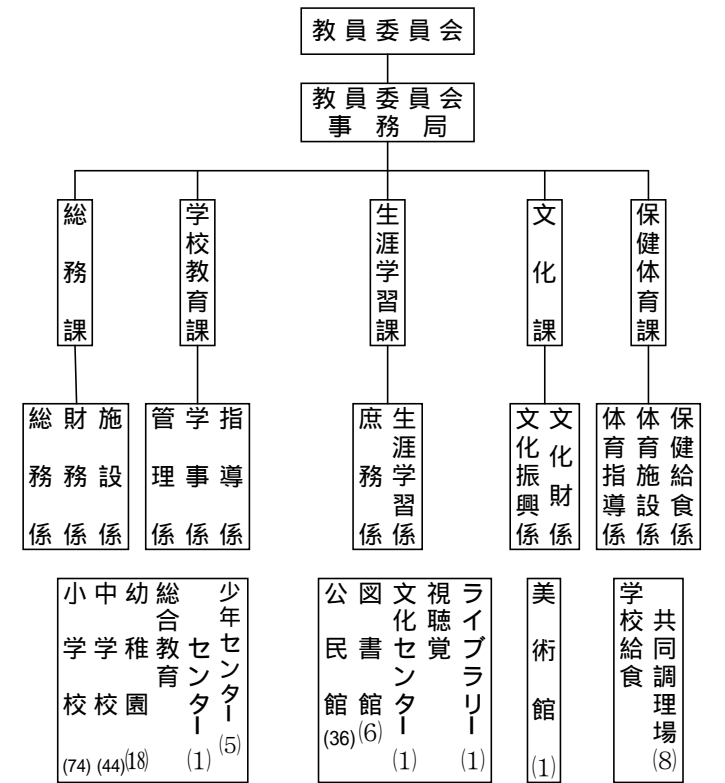 教員委員会
教員委員会
事務局
総務課
学校教育課
生涯学習課
文化課
保健体育課
総務係
財務係
施設係
管理係
学事係
指導係
庶務係
生涯学習係
文化振興係
文化財係
体育指導係
体育施設係
保健給食係
小学校(74)
中学校(44)
幼稚園(18)
総合教育
センター(1)
少年センター(5)
公民館(36)
図書館(6)
文化センター(1)
視聴覚
ライブラリー(1)
美術館(1)
学校給食
共同調理場(8)